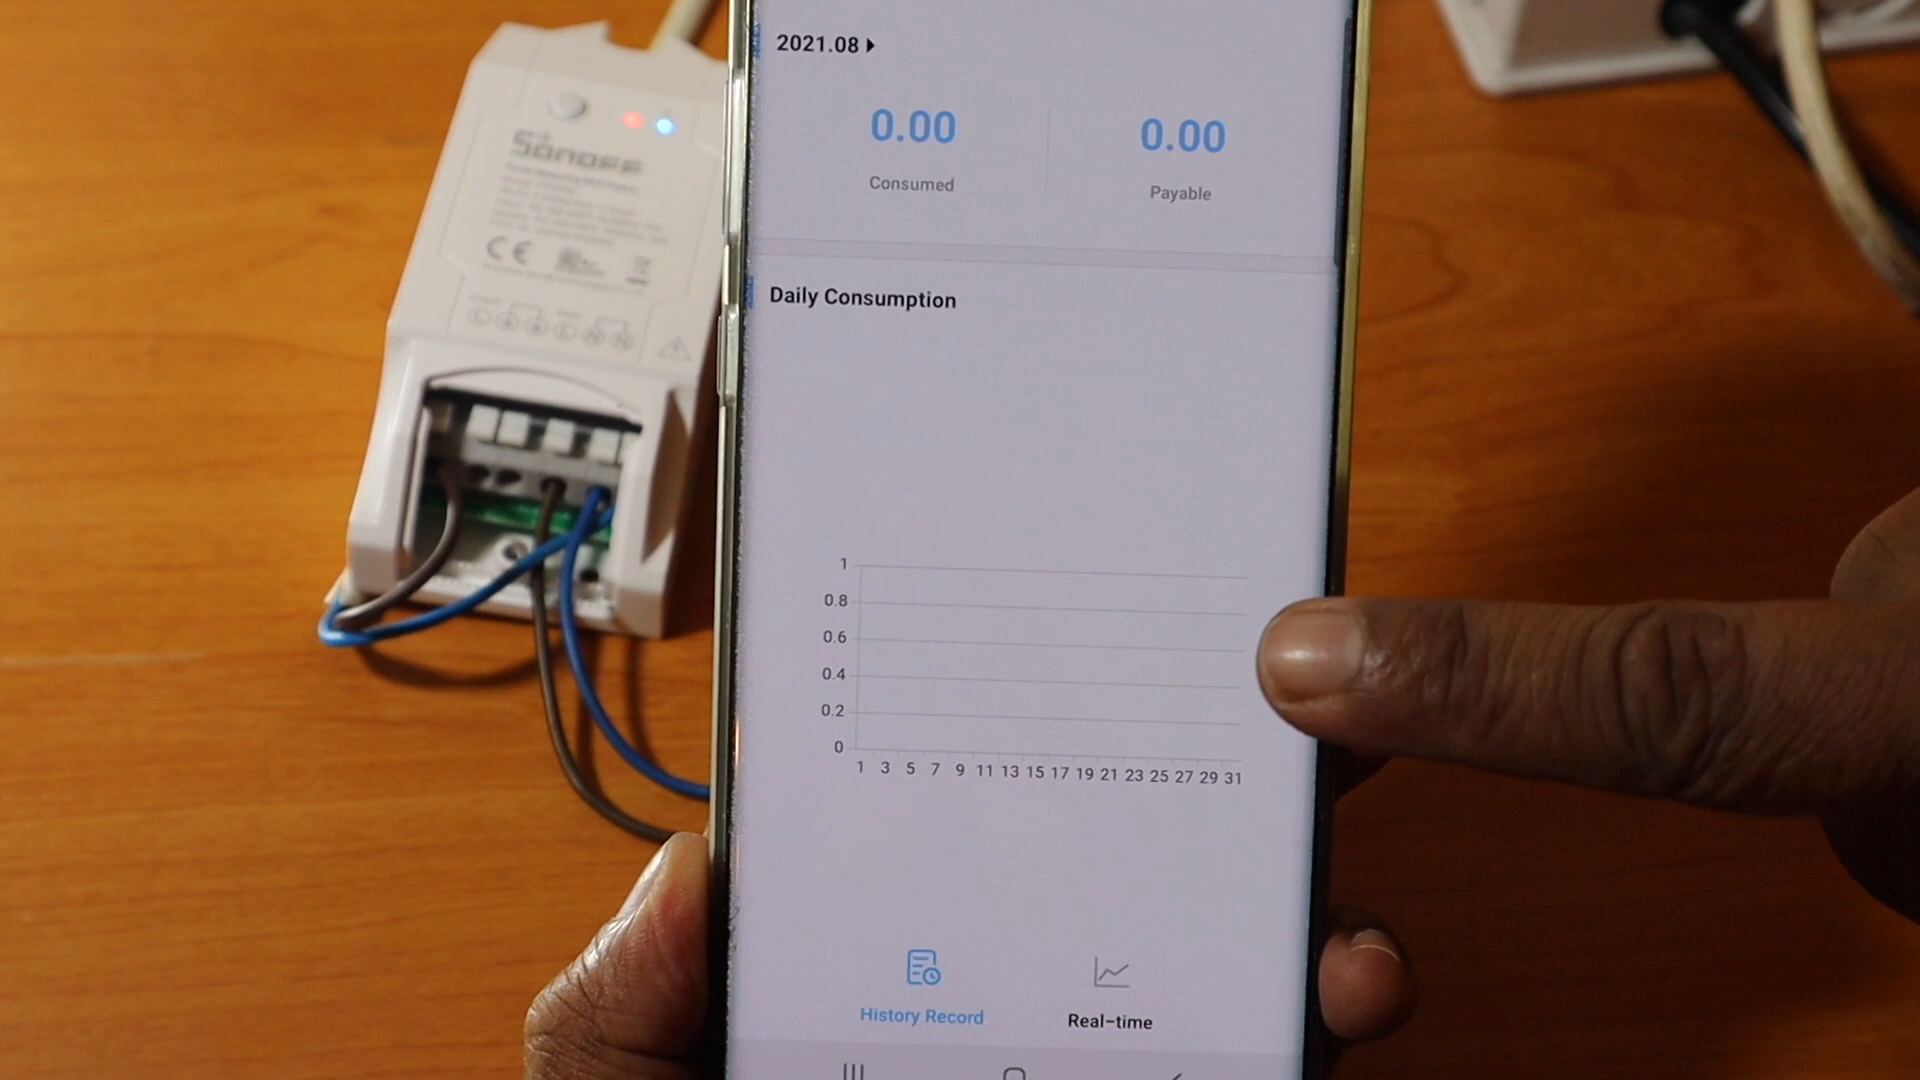 SONOFF
CE
2021.08
0.00
Consumed
0.00
Payable
Daily Consumption
1
0.8
0.6
0.4
0.2
0
1 3 5 7 9 11 13 15 17 19 21 23 25 27 29 31
History Record
Real-time